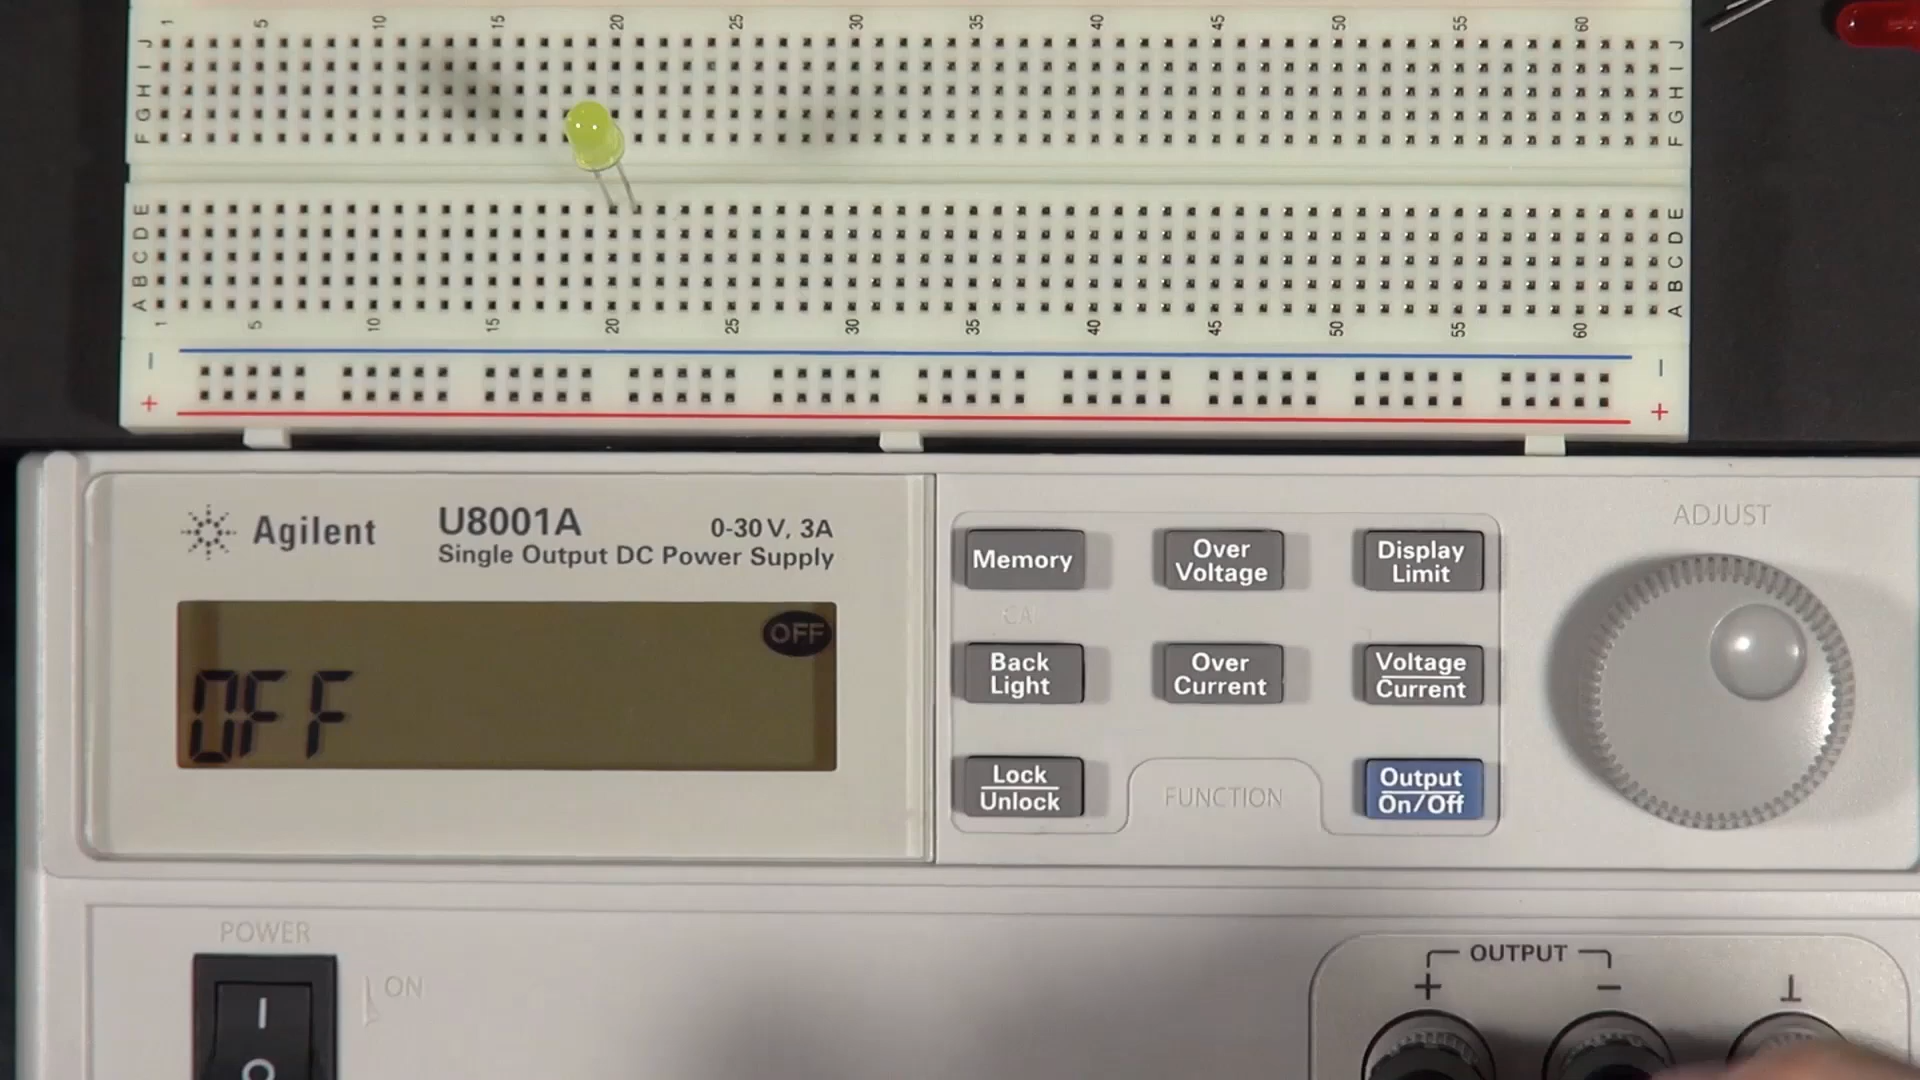 1 5 10 15 20 25 30 35 40 45 50 55 60
J J
I I
H H
G G
F F
E E
D D
C C
B B
A A
1 5 10 15 20 25 30 35 40 45 50 55 60
− −
+ +
Agilent
U8001A
0-30V, 3A
Single Output DC Power Supply
OFF
OFF
Memory
Over
Voltage
Display
Limit
CA
Back
Light
Over
Current
Voltage
Current
Lock
Unlock
FUNCTION
Output
On/Off
ADJUST
POWER
ON
I
O
OUTPUT
+ − ⊥